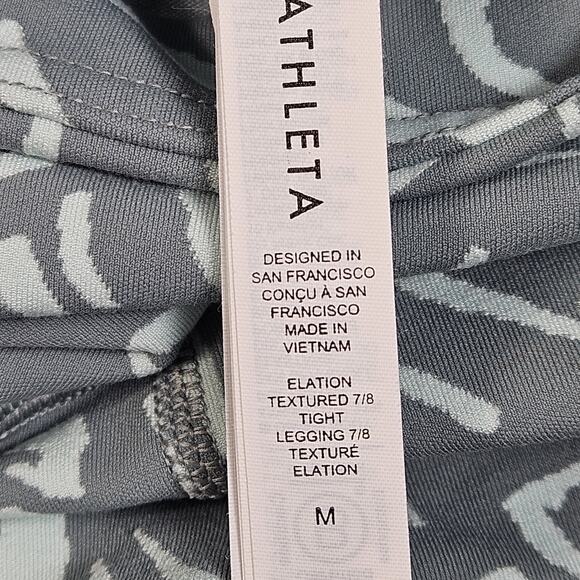 ATHLETA
DESIGNED IN
SAN FRANCISCO
CONÇU À SAN
FRANCISCO
MADE IN
VIETNAM
ELATION
TEXTURED 7/8
TIGHT
LEGGING 7/8
TEXTURÉ
ELATION
M